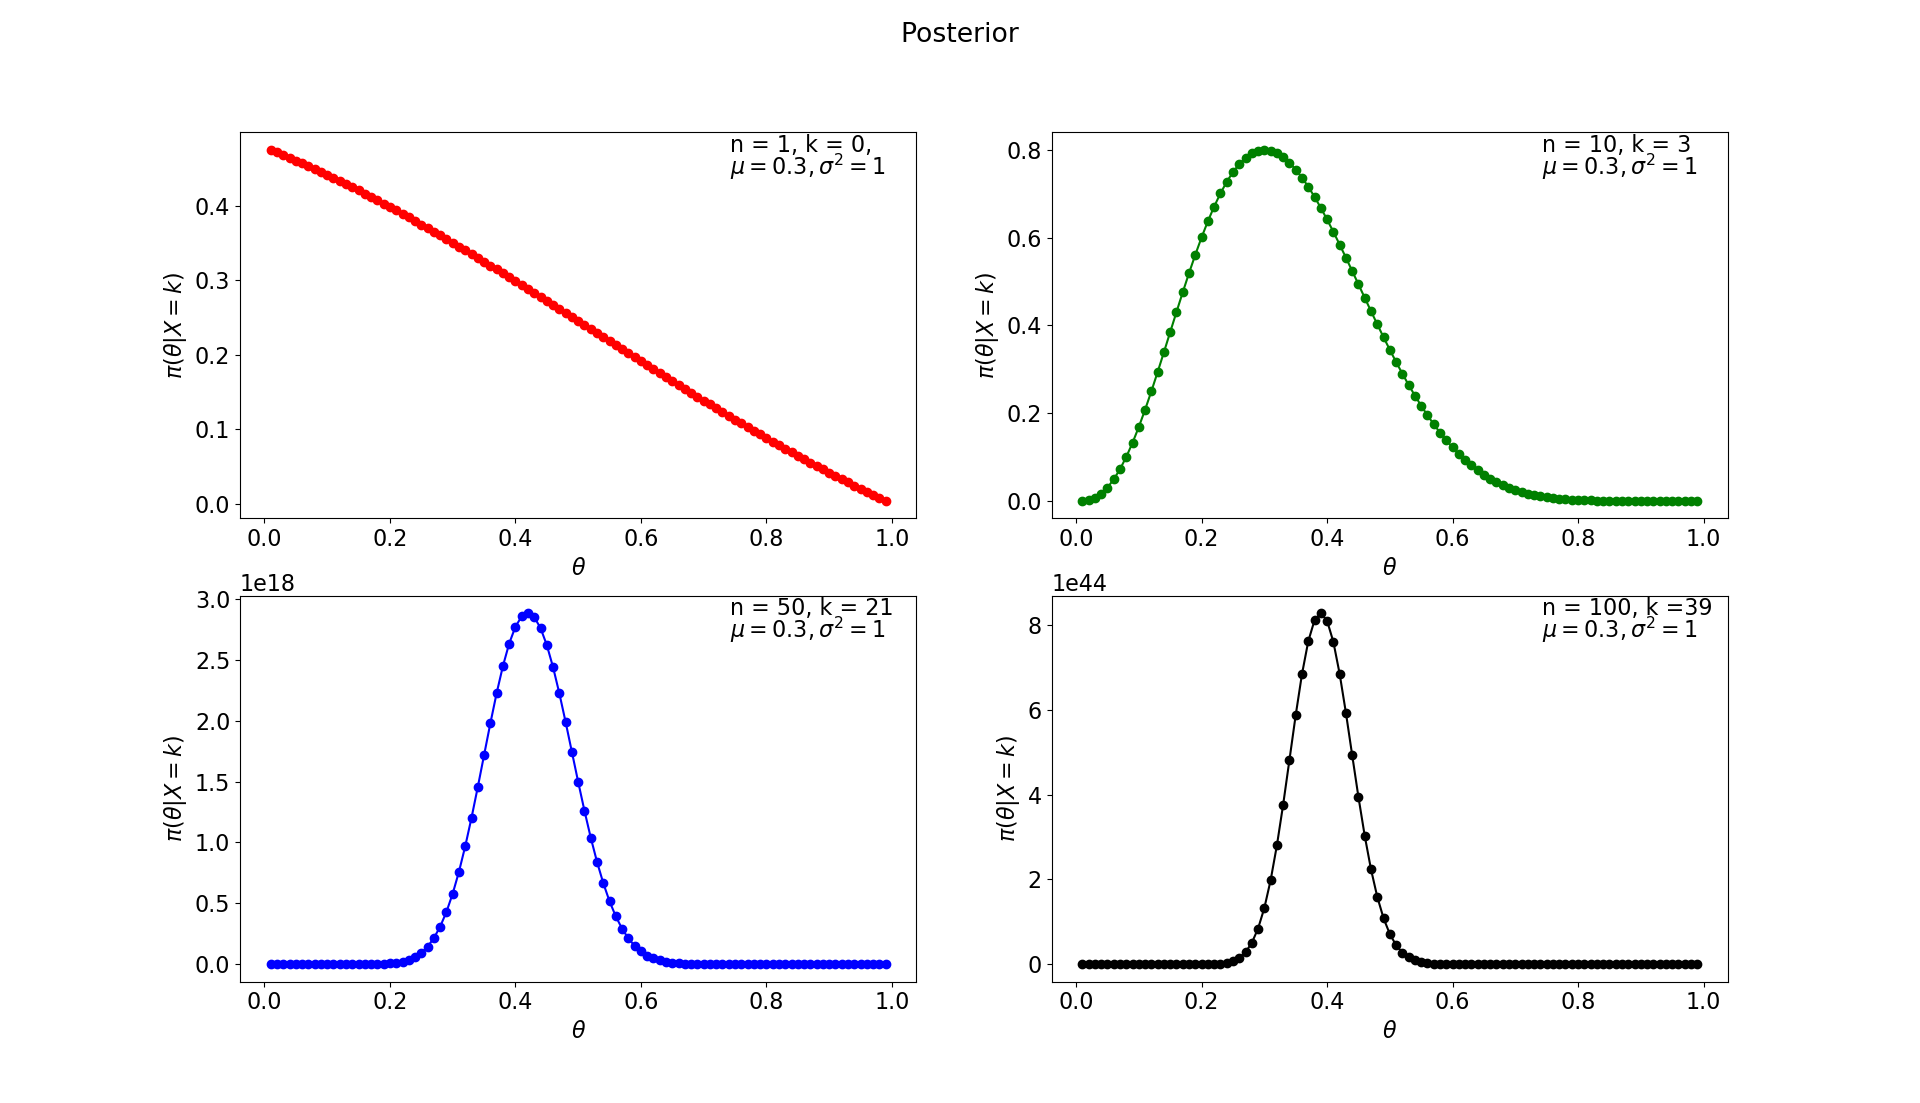 Posterior
n = 1, k = 0,
μ = 0.3, σ² = 1
π(θ|X = k)
0.4
0.3
0.2
0.1
0.0
0.0 0.2 0.4 0.6 0.8 1.0
θ
n = 10, k = 3
μ = 0.3, σ² = 1
π(θ|X = k)
0.8
0.6
0.4
0.2
0.0
0.0 0.2 0.4 0.6 0.8 1.0
θ
1e18
n = 50, k = 21
μ = 0.3, σ² = 1
π(θ|X = k)
3.0
2.5
2.0
1.5
1.0
0.5
0.0
0.0 0.2 0.4 0.6 0.8 1.0
θ
1e44
n = 100, k =39
μ = 0.3, σ² = 1
π(θ|X = k)
8
6
4
2
0
0.0 0.2 0.4 0.6 0.8 1.0
θ